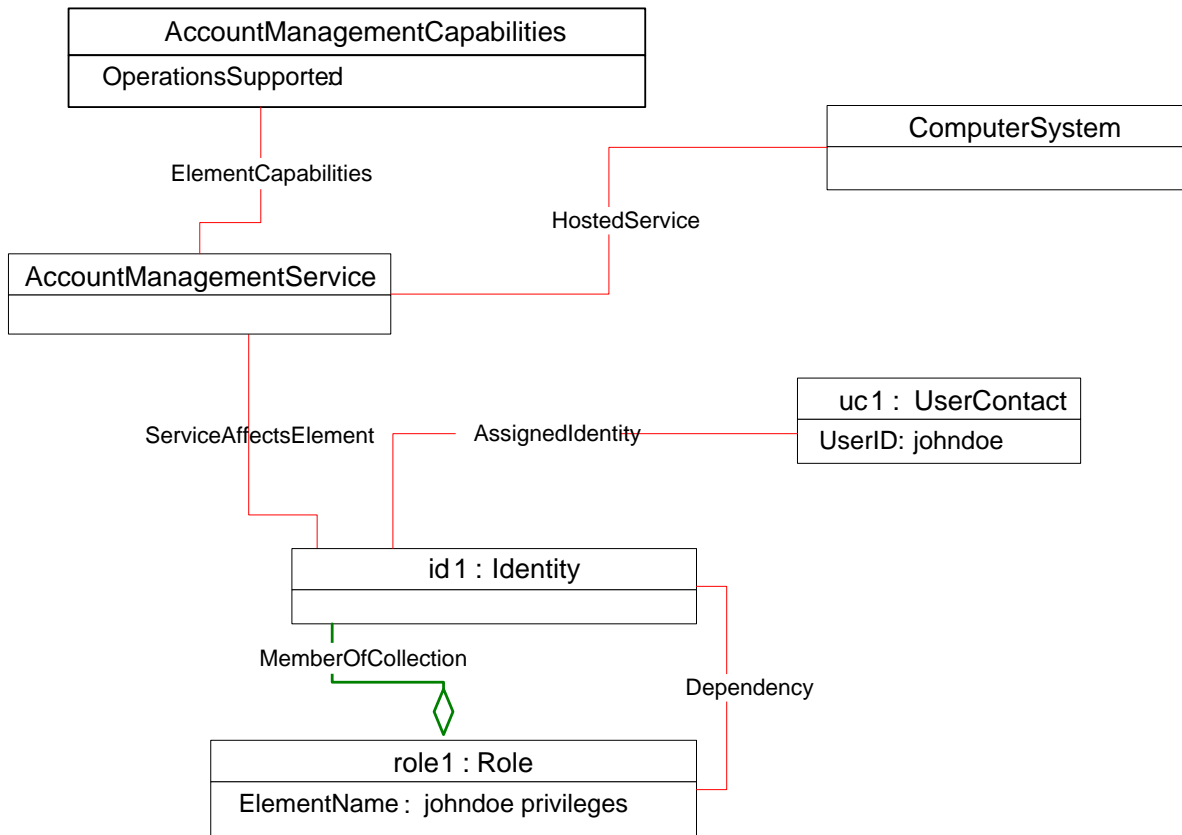 AccountManagementCapabilities
OperationsSupported:
ComputerSystem
ElementCapabilities
HostedService
AccountManagementService
uc1 : UserContact
UserID: johndoe
ServiceAffectsElement
AssignedIdentity
id1 : Identity
MemberOfCollection
Dependency
role1 : Role
ElementName : johndoe privileges